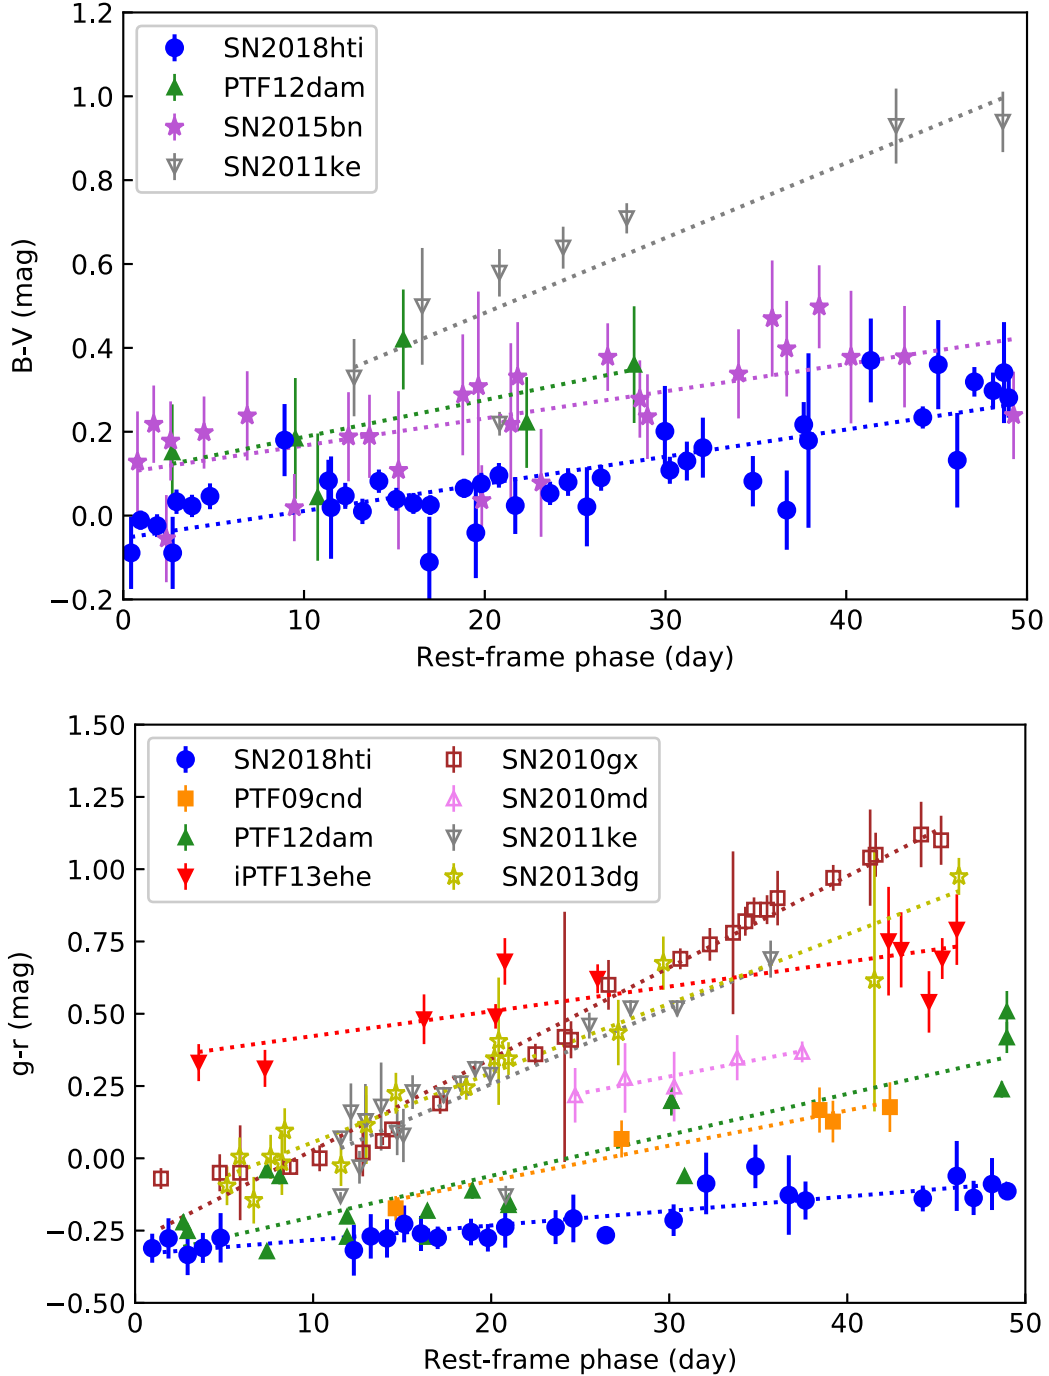 1.2
1.0
0.8
0.6
0.4
0.2
0.0
−0.2
B-V (mag)
SN2018hti
PTF12dam
SN2015bn
SN2011ke
0 10 20 30 40 50
Rest-frame phase (day)
1.50
1.25
1.00
0.75
0.50
0.25
0.00
−0.25
−0.50
g-r (mag)
SN2018hti
PTF09cnd
PTF12dam
iPTF13ehe
SN2010gx
SN2010md
SN2011ke
SN2013dg
0 10 20 30 40 50
Rest-frame phase (day)